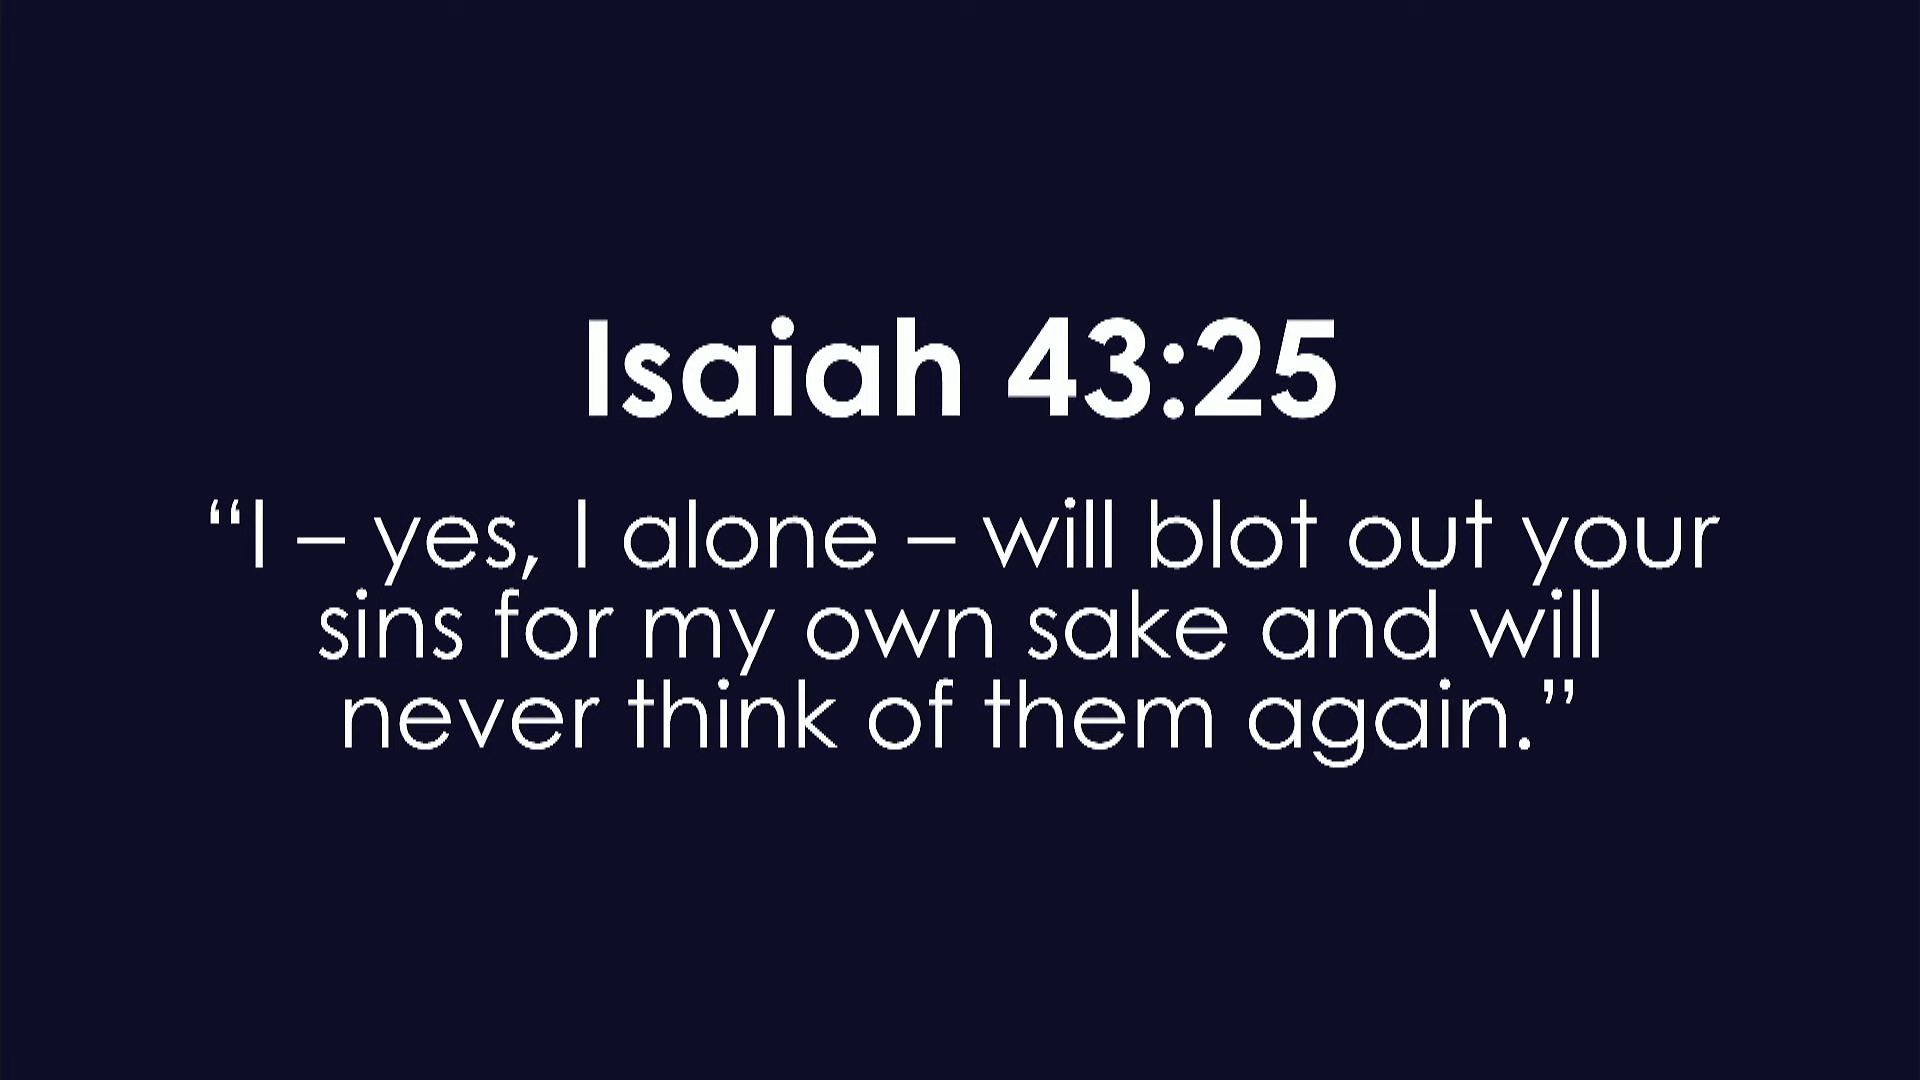 Isaiah 43:25
“I – yes, I alone – will blot out your
sins for my own sake and will
never think of them again.”